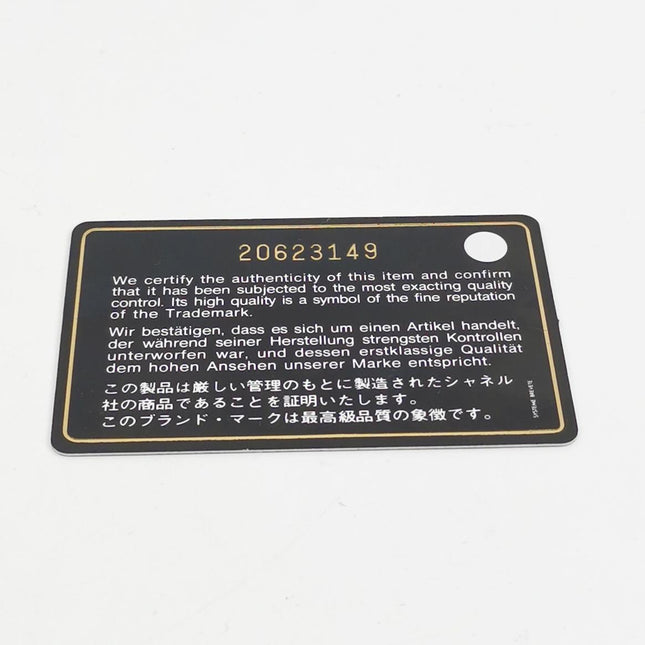 20623149
We certify the authenticity of this item and confirm
that it has been subjected to the most exacting quality
control. Its high quality is a symbol of the fine reputation
of the Trademark.
Wir bestätigen, dass es sich um einen Artikel handelt,
der während seiner Herstellung strengsten Kontrollen
unterworfen war, und dessen erstklassige Qualität
dem hohen Ansehen unserer Marke entspricht.
この製品は厳しい管理のもとに製造されたシャネル
社の商品であることを証明いたします。
このブランド・マークは最高級品質の象徴です。
SYSTEME BREVETE